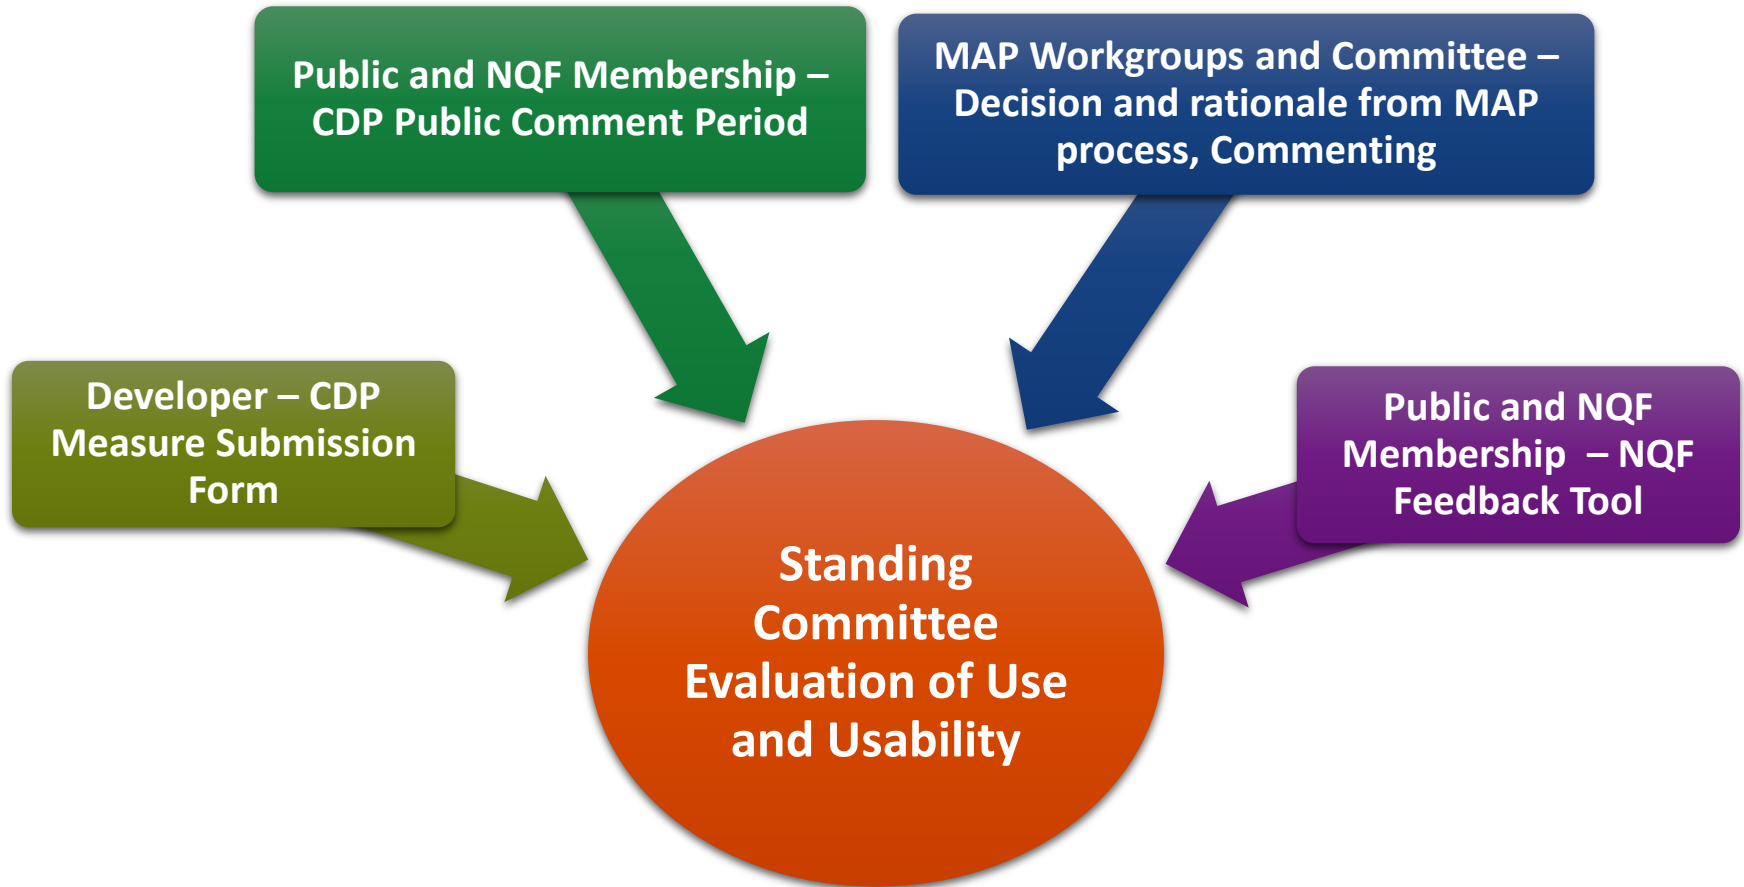 Public and NQF Membership –
CDP Public Comment Period
MAP Workgroups and Committee –
Decision and rationale from MAP
process, Commenting
Developer – CDP
Measure Submission
Form
Public and NQF
Membership  – NQF
Feedback Tool
Standing
Committee
Evaluation of Use
and Usability